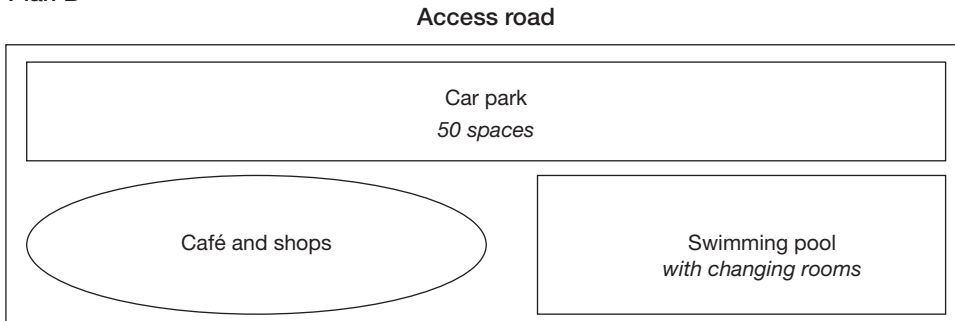 Access road
Car park
50 spaces
Café and shops
Swimming pool
with changing rooms